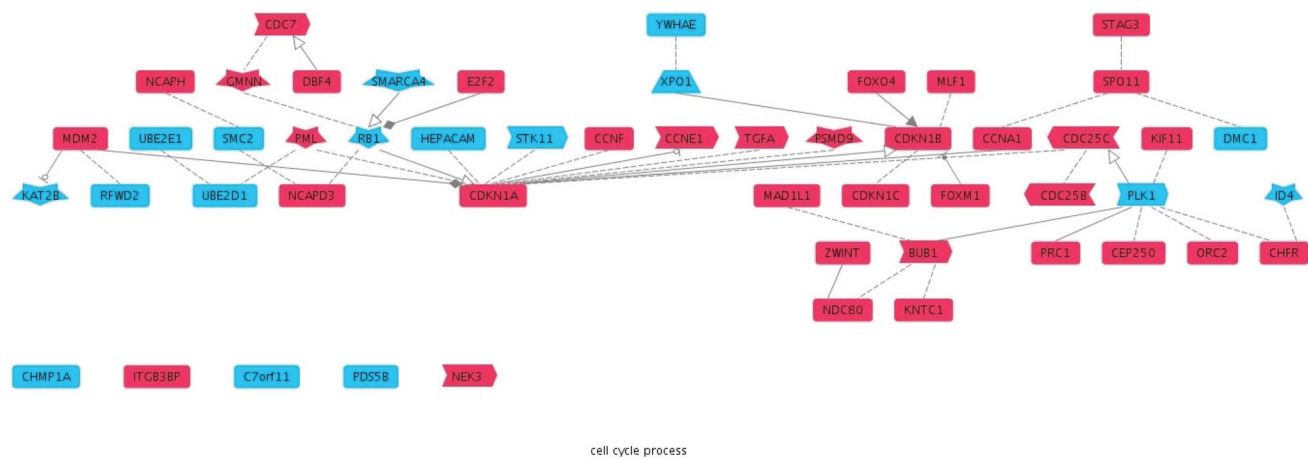 CDC7 YWHAE STAG3
NCAPH GMNN DBF4 SMARCA4 E2F2 XPO1 FOXO4 MLF1 SPO11
MDM2 UBE2E1 SMC2 PML RB1 HEPACAM STK11 CCNF CCNE1 TGFA PSMD9 CDKN1B CCNA1 CDC25C KIF11 DMC1
KAT2B RFWD2 UBE2D1 NCAPD3 CDKN1A MAD1L1 CDKN1C FOXM1 CDC25B PLK1 ID4
ZWINT BUB1 PRC1 CEP250 ORC2 CHFR
NDC80 KNTC1
CHMP1A ITGB3BP C7orf11 PDS5B NEK3
cell cycle process